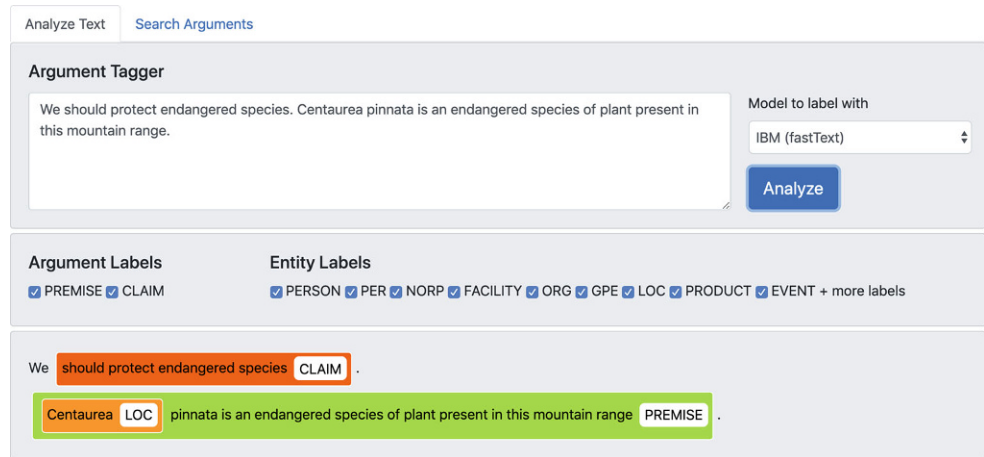 Analyze Text Search Arguments
Argument Tagger
We should protect endangered species. Centaurea pinnata is an endangered species of plant present in
this mountain range.
Model to label with
IBM (fastText)
Analyze
Argument Labels
PREMISE CLAIM
Entity Labels
PERSON PER NORP FACILITY ORG GPE LOC PRODUCT EVENT + more labels
We should protect endangered species CLAIM .
Centaurea LOC pinnata is an endangered species of plant present in this mountain range PREMISE .